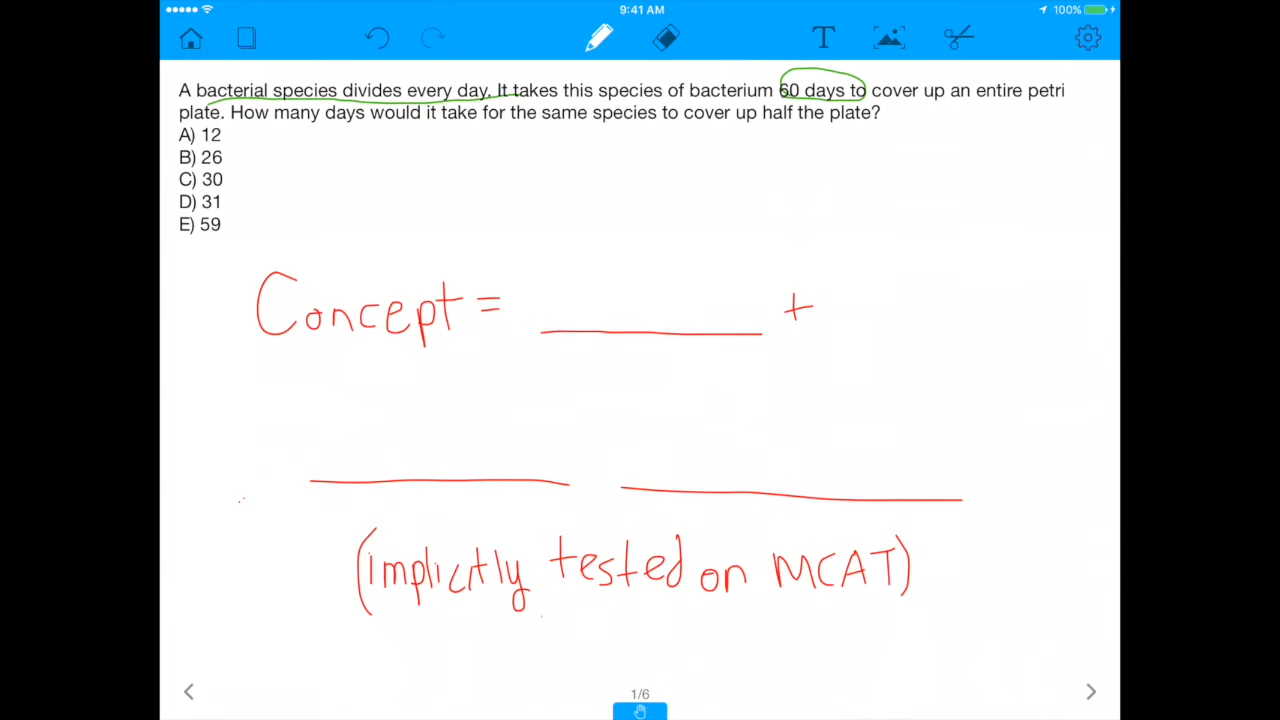 9:41 AM
100%
T
A bacterial species divides every day. It takes this species of bacterium 60 days to cover up an entire petri
plate. How many days would it take for the same species to cover up half the plate?
A) 12
B) 26
C) 30
D) 31
E) 59
Concept = +
(implicitly tested on MCAT)
1/6